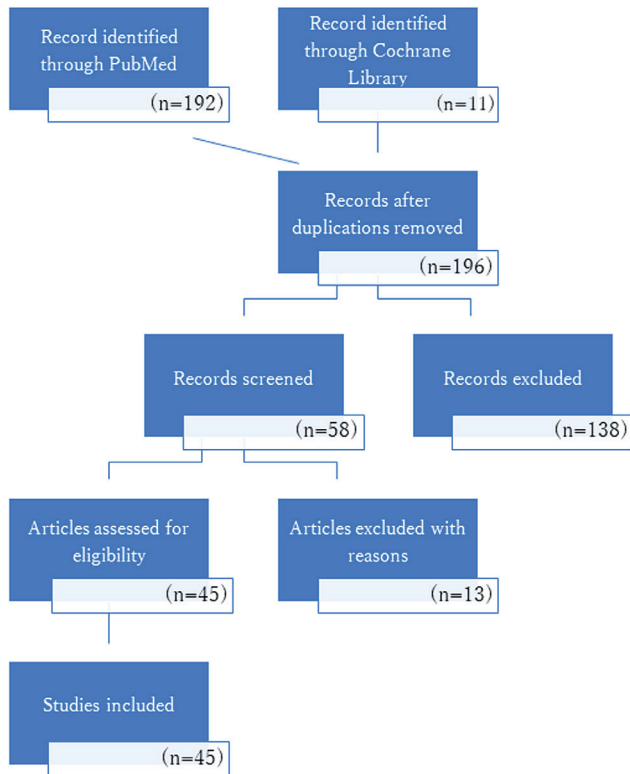 Record identified
through PubMed
(n=192)
Record identified
through Cochrane
Library
(n=11)
Records after
duplications removed
(n=196)
Records screened
(n=58)
Records excluded
(n=138)
Articles assessed for
eligibility
(n=45)
Articles excluded with
reasons
(n=13)
Studies included
(n=45)